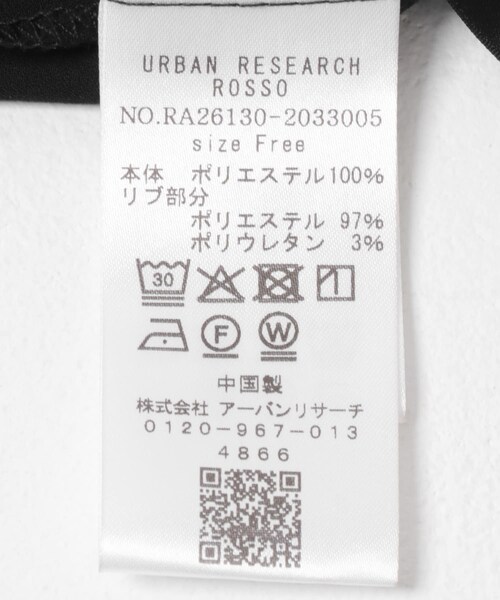 URBAN RESEARCH
ROSSO
NO.RA26130-2033005
size Free
本体 ポリエステル100%
リブ部分
ポリエステル 97%
ポリウレタン 3%
30
F W
中国製
株式会社 アーバンリサーチ
0120-967-013
4866